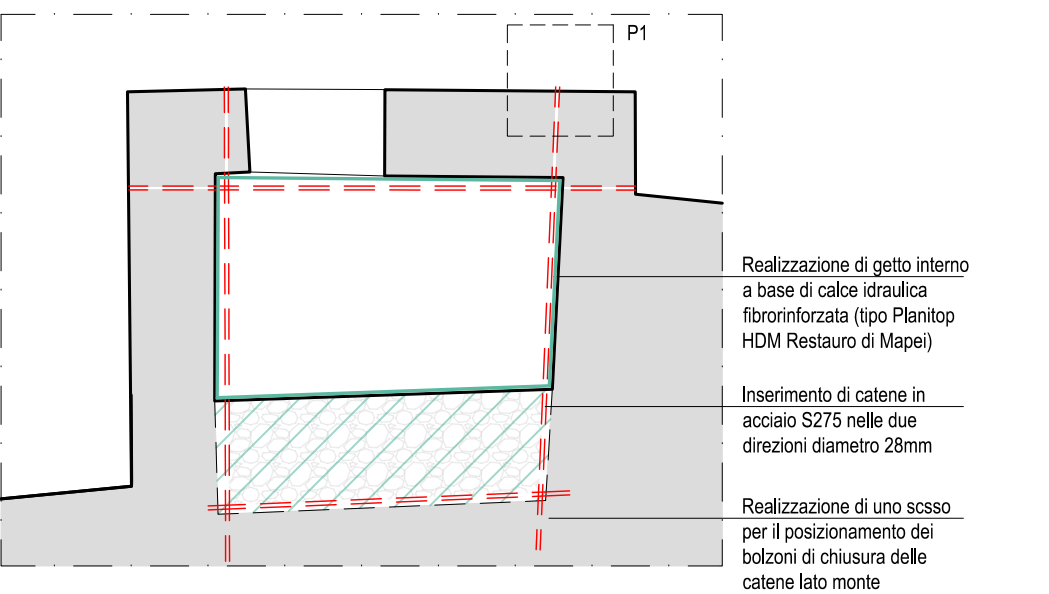 P1
Realizzazione di getto interno
a base di calce idraulica
fibrorinforzata (tipo Planitop
HDM Restauro di Mapei)
Inserimento di catene in
acciaio S275 nelle due
direzioni diametro 28mm
Realizzazione di uno scsso
per il posizionamento dei
bolzoni di chiusura delle
catene lato monte